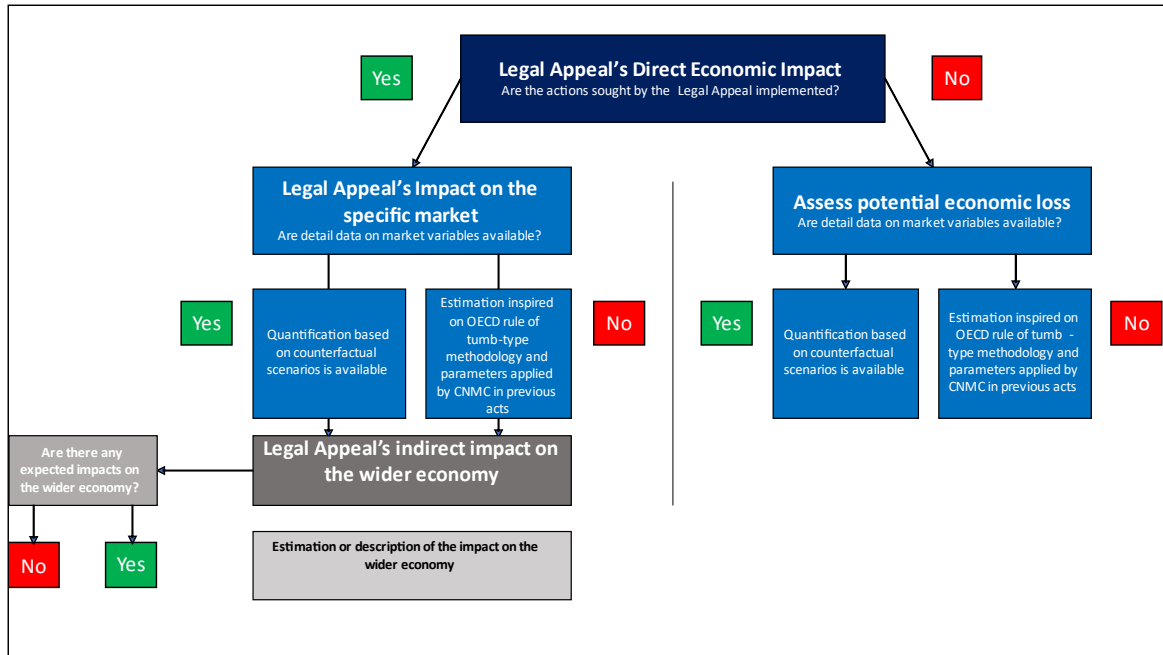 Legal Appeal's Direct Economic Impact
Are the actions sought by the Legal Appeal implemented?
Yes
No
Legal Appeal's Impact on the
specific market
Are detail data on market variables available?
Assess potential economic loss
Are detail data on market variables available?
Yes
Quantification based
on counterfactual
scenarios is available
Estimation inspired
on OECD rule of
tumb-type
methodology and
parameters applied
by CNMC in previous
acts
No
Yes
Quantification based
on counterfactual
scenarios is available
Estimation inspired on
OECD rule of tumb -
type methodology and
parameters applied by
CNMC in previous acts
No
Are there any
expected impacts on
the wider economy?
Legal Appeal's indirect impact on
the wider economy
No
Yes
Estimation or description of the impact on the
wider economy